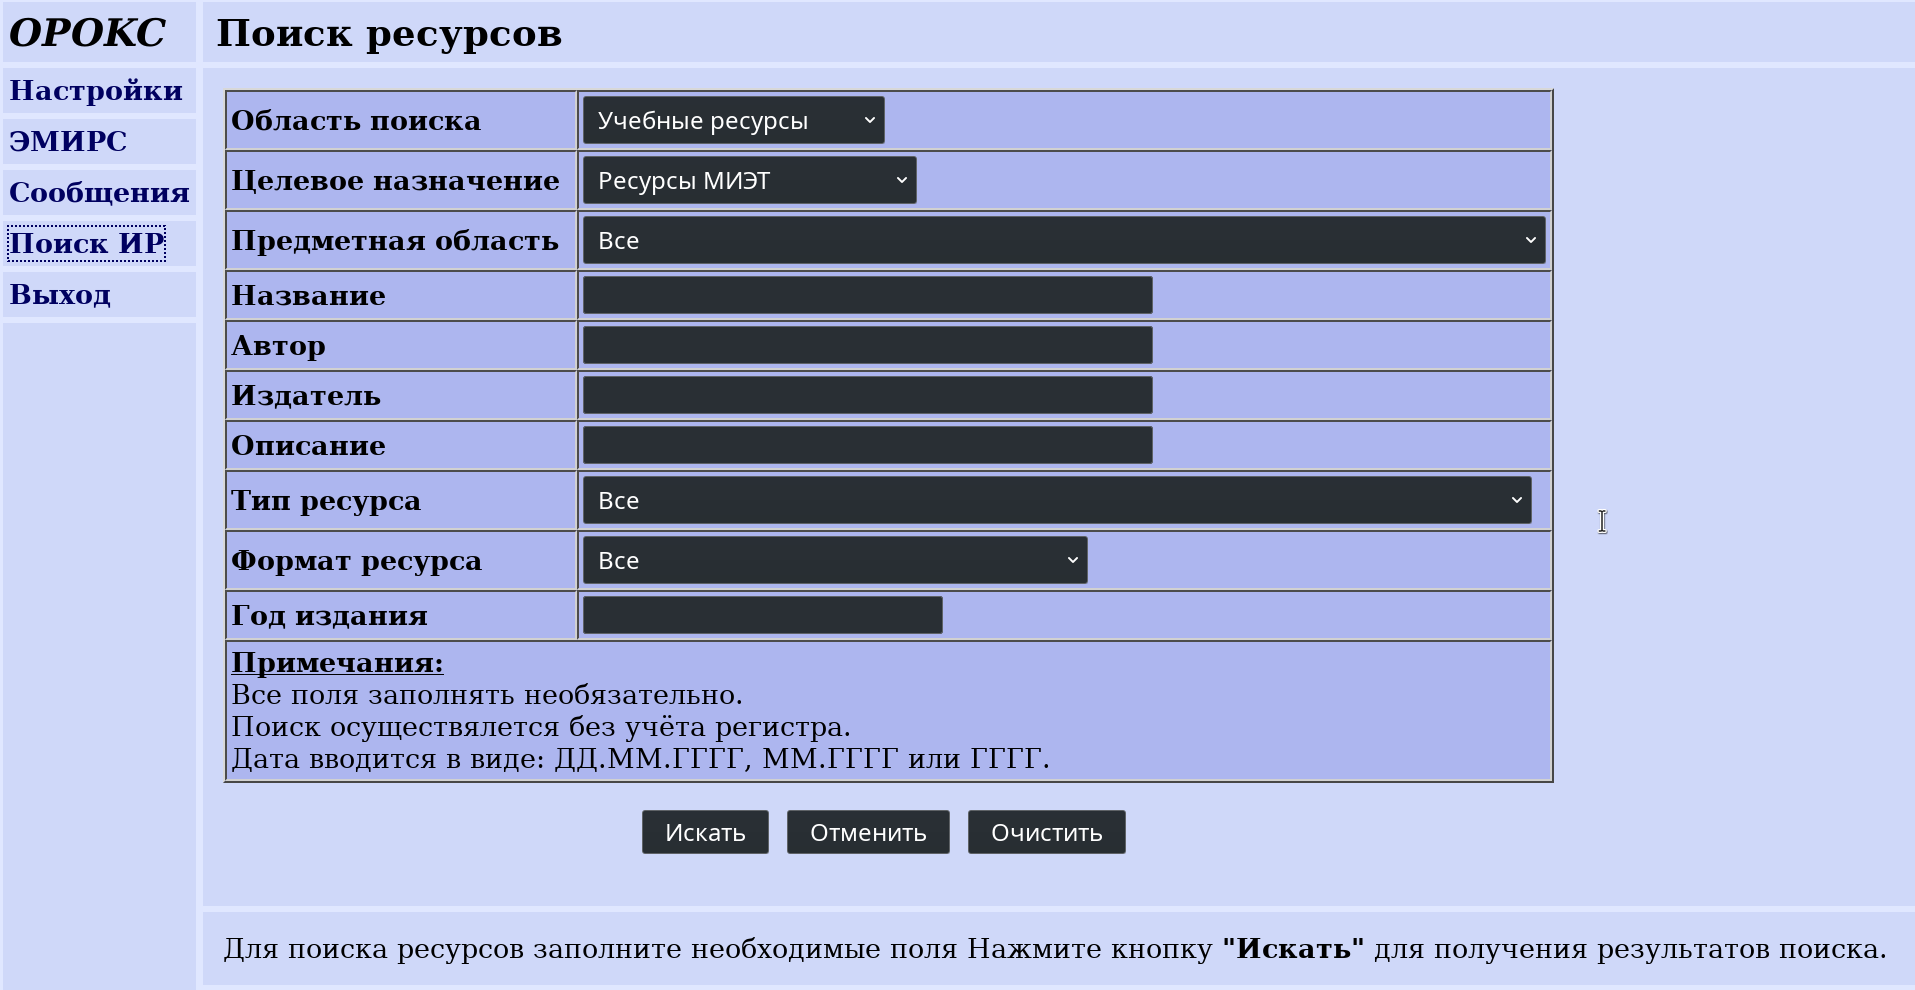 ОРОКС
Поиск ресурсов
Настройки
ЭМИРС
Сообщения
Поиск ИР
Выход
Область поиска Учебные ресурсы
Целевое назначение Ресурсы МИЭТ
Предметная область Все
Название
Автор
Издатель
Описание
Тип ресурса Все
Формат ресурса Все
Год издания
Примечания:
Все поля заполнять необязательно.
Поиск осуществялется без учёта регистра.
Дата вводится в виде: ДД.ММ.ГГГГ, ММ.ГГГГ или ГГГГ.
Искать Отменить Очистить
Для поиска ресурсов заполните необходимые поля Нажмите кнопку "Искать" для получения результатов поиска.